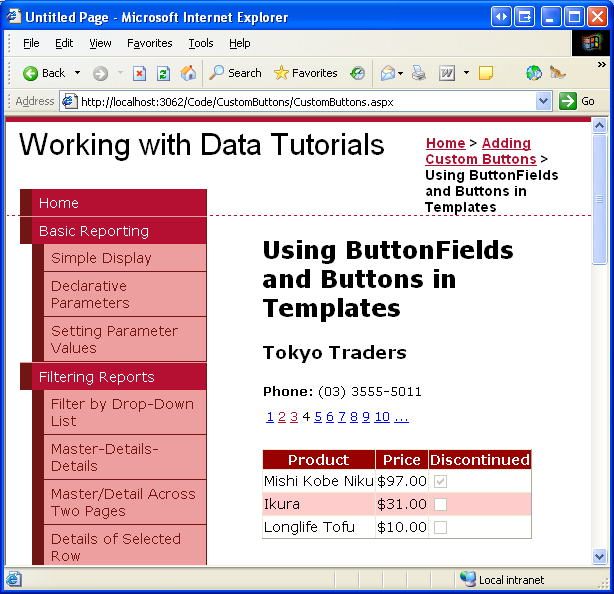 Untitled Page - Microsoft Internet Explorer
File Edit View Favorites Tools Help
Back Search Favorites W »
Address http://localhost:3062/Code/CustomButtons/CustomButtons.aspx Go
Working with Data Tutorials
Home > Adding
Custom Buttons >
Using ButtonFields
and Buttons in
Templates
Home
Basic Reporting
Simple Display
Declarative
Parameters
Setting Parameter
Values
Filtering Reports
Filter by Drop-Down
List
Master-Details-
Details
Master/Detail Across
Two Pages
Details of Selected
Row
Using ButtonFields
and Buttons in
Templates
Tokyo Traders
Phone: (03) 3555-5011
1 2 3 4 5 6 7 8 9 10 ...
Product Price Discontinued
Mishi Kobe Niku $97.00
Ikura $31.00
Longlife Tofu $10.00
Local intranet